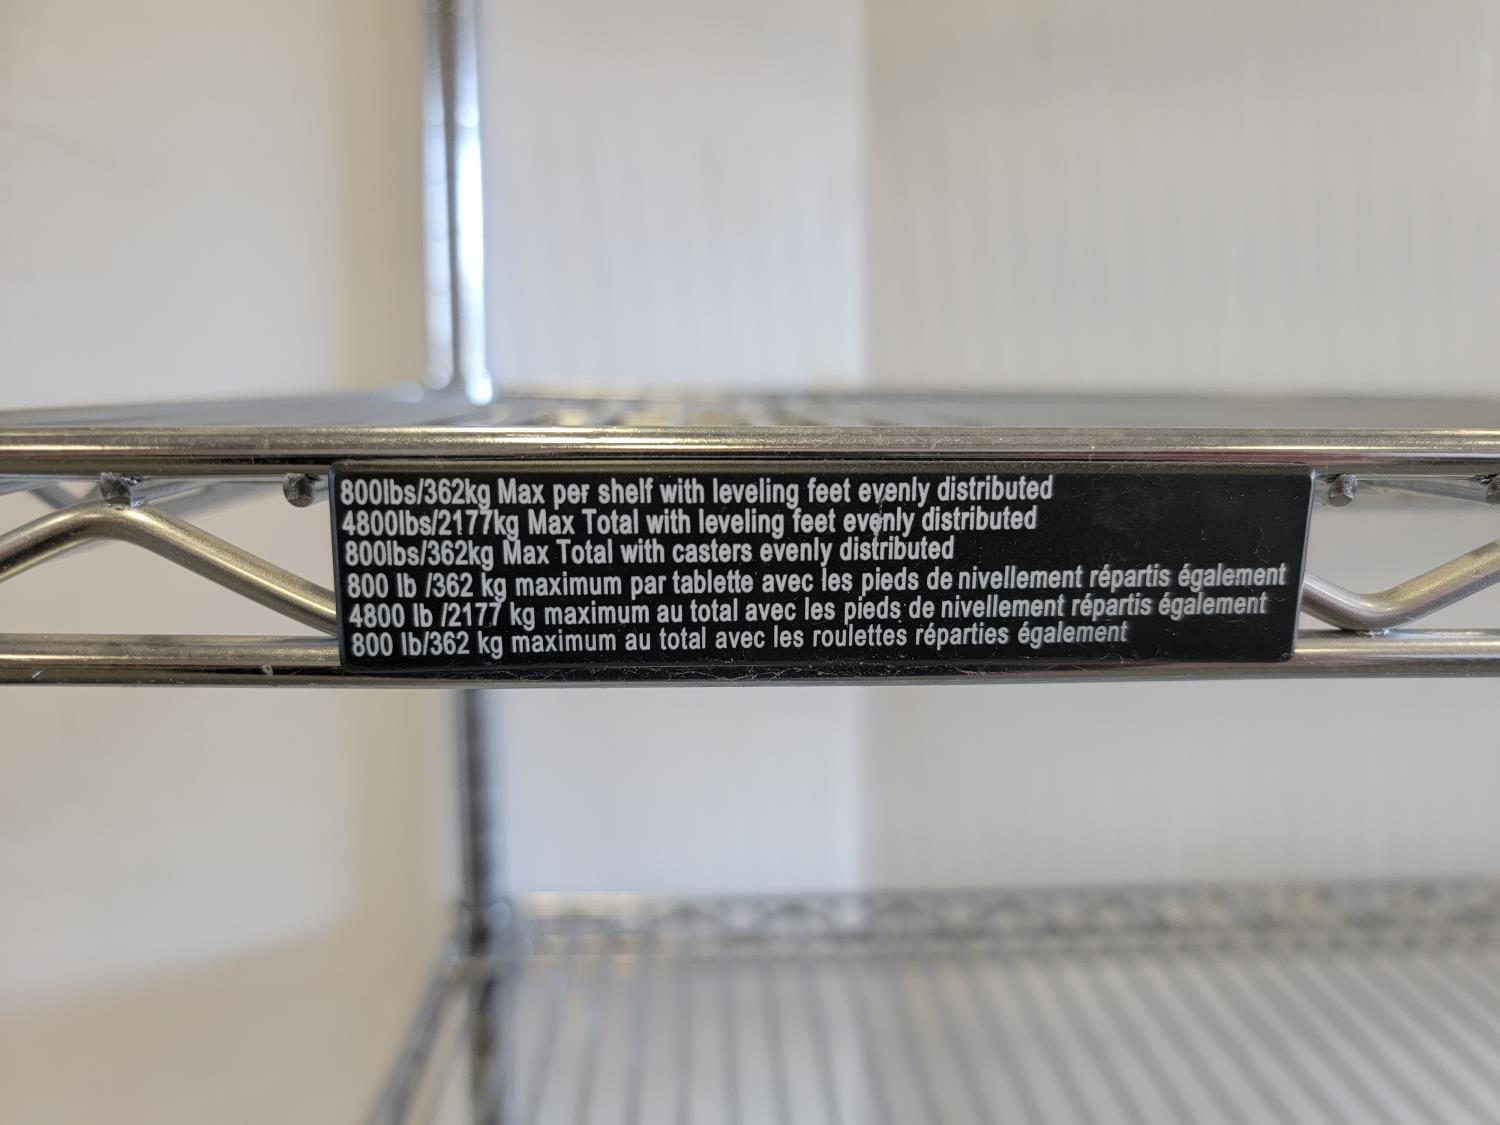 800lbs/362kg Max per shelf with leveling feet evenly distributed
4800lbs/2177kg Max Total with leveling feet evenly distributed
800lbs/362kg Max Total with casters evenly distributed
800 lb /362 kg maximum par tablette avec les pieds de nivellement répartis également
4800 lb /2177 kg maximum au total avec les pieds de nivellement répartis également
800 lb/362 kg maximum au total avec les roulettes réparties également